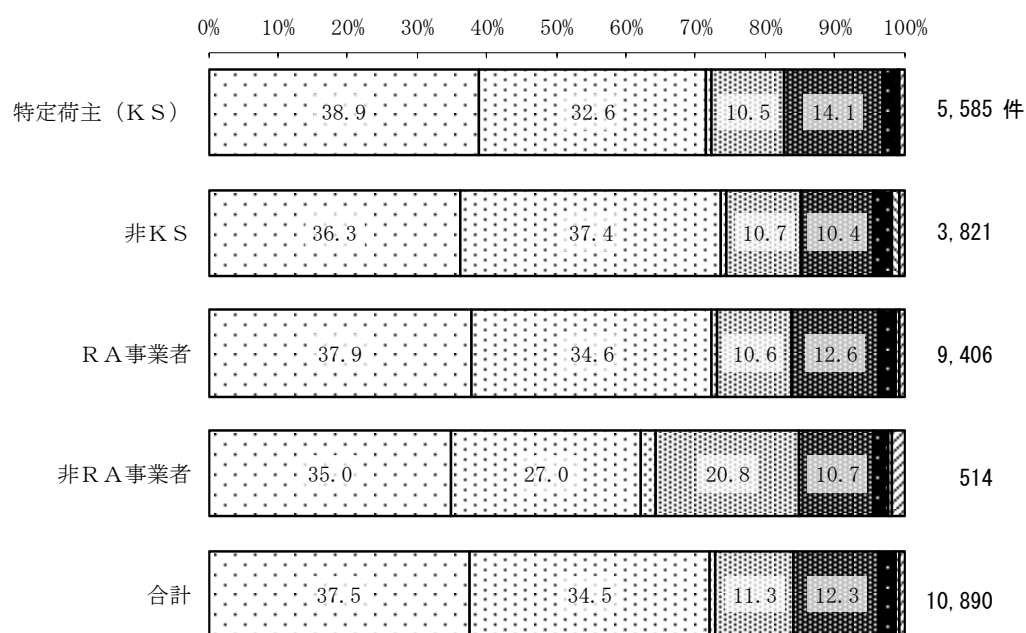 0% 10% 20% 30% 40% 50% 60% 70% 80% 90% 100%
特定荷主（ＫＳ） 38.9 32.6 10.5 14.1 5,585 件
非ＫＳ 36.3 37.4 10.7 10.4 3,821
ＲＡ事業者 37.9 34.6 10.6 12.6 9,406
非ＲＡ事業者 35.0 27.0 20.8 10.7 514
合計 37.5 34.5 11.3 12.3 10,890